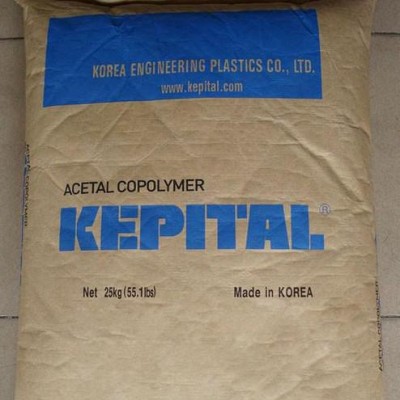 KOREA ENGINEERING PLASTICS CO., LTD.
www.kepital.com
ACETAL COPOLYMER
KEPITAL®
Net 25kg(55.1lbs)
Made in KOREA